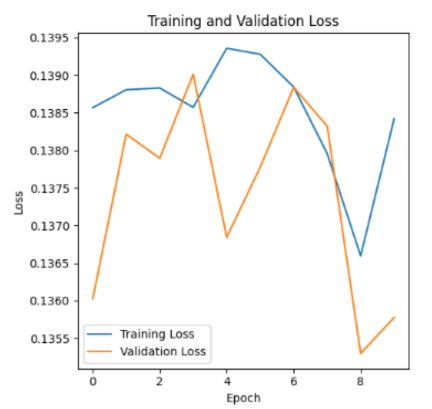 Training and Validation Loss
0.1395
0.1390
0.1385
0.1380
0.1375
0.1370
0.1365
0.1360
0.1355
Loss
Training Loss
Validation Loss
0 2 4 6 8
Epoch